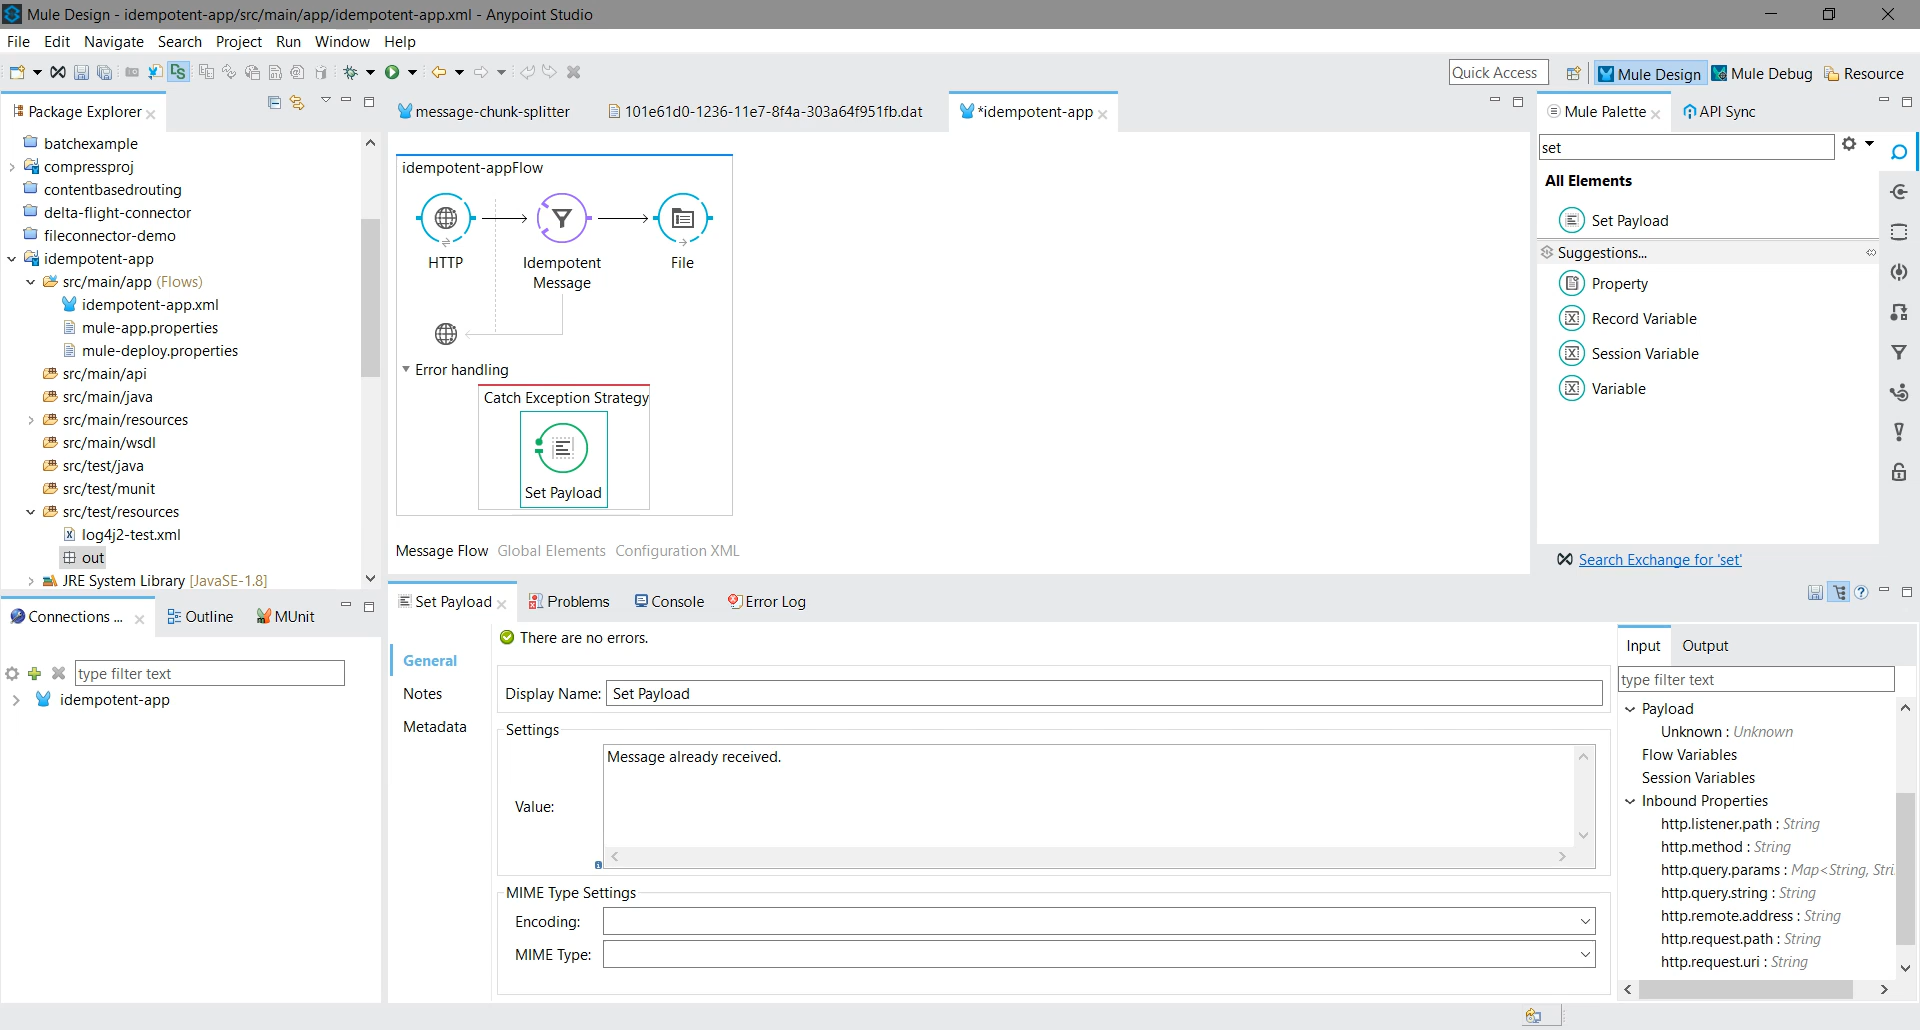 Mule Design - idempotent-app/src/main/app/idempotent-app.xml - Anypoint Studio
File Edit Navigate Search Project Run Window Help
Quick Access
Mule Design
Mule Debug
Resource
Package Explorer
batchexample
compressproj
contentbasedrouting
delta-flight-connector
fileconnector-demo
idempotent-app
src/main/app (Flows)
idempotent-app.xml
mule-app.properties
mule-deploy.properties
src/main/api
src/main/java
src/main/resources
src/main/wsdl
src/test/java
src/test/munit
src/test/resources
log4j2-test.xml
out
JRE System Library [JavaSE-1.8]
message-chunk-splitter
101e61d0-1236-11e7-8f4a-303a64f951fb.dat
*idempotent-app
idempotent-appFlow
HTTP
Idempotent
Message
File
Error handling
Catch Exception Strategy
Set Payload
Message Flow Global Elements Configuration XML
Mule Palette
API Sync
set
All Elements
Set Payload
Suggestions...
Property
Record Variable
Session Variable
Variable
Search Exchange for 'set'
Connections ...
Outline
MUnit
type filter text
idempotent-app
Set Payload
Problems
Console
Error Log
There are no errors.
General
Notes
Metadata
Display Name: Set Payload
Settings
Value:
Message already received.
MIME Type Settings
Encoding:
MIME Type:
Input
Output
type filter text
Payload
Unknown : Unknown
Flow Variables
Session Variables
Inbound Properties
http.listener.path : String
http.method : String
http.query.params : Map<String, Stri
http.query.string : String
http.remote.address : String
http.request.path : String
http.request.uri : String